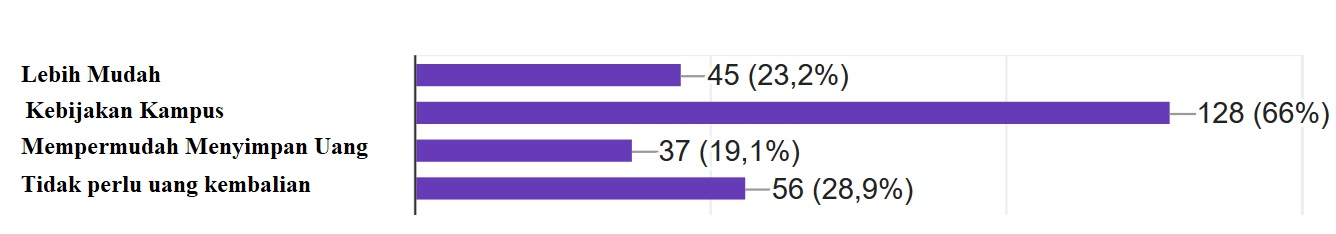 Lebih Mudah 45 (23,2%)
Kebijakan Kampus 128 (66%)
Mempermudah Menyimpan Uang 37 (19,1%)
Tidak perlu uang kembalian 56 (28,9%)